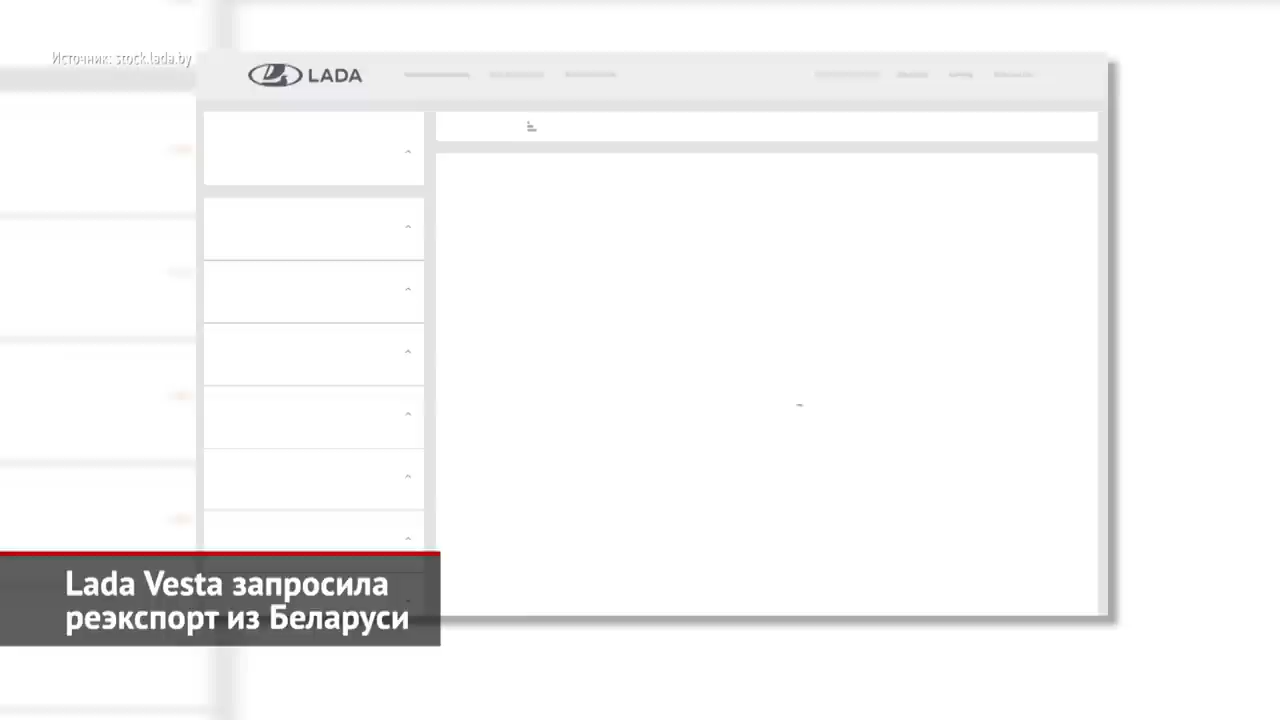 Источник: stock.lada.by
LADA
Lada Vesta запросила
реэкспорт из Беларуси